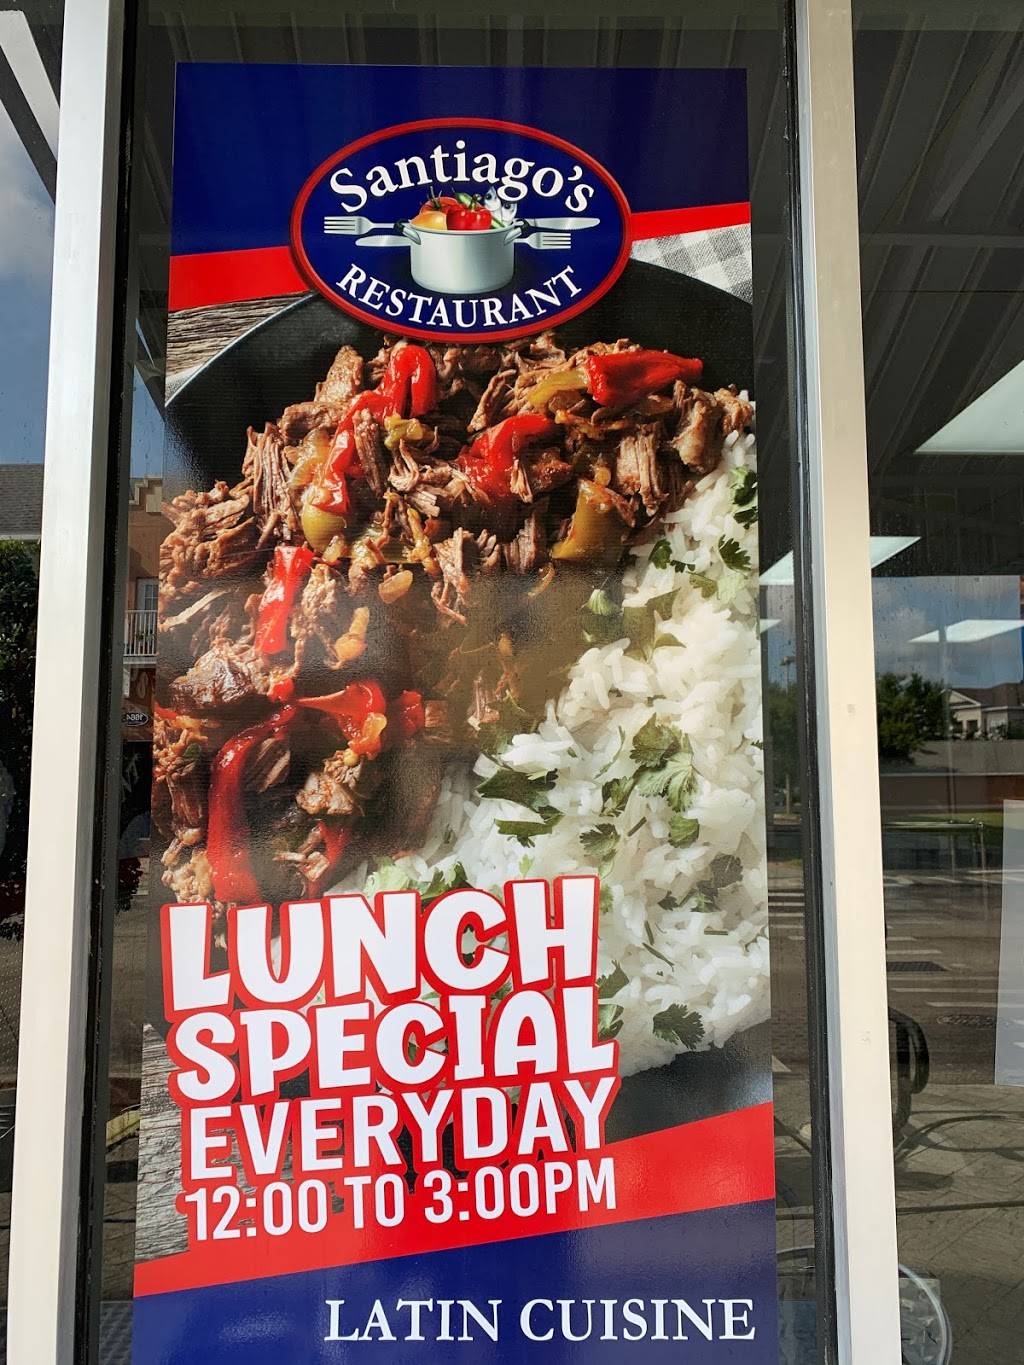 Santiago's
RESTAURANT
LUNCH
SPECIAL
EVERYDAY
12:00 TO 3:00PM
LATIN CUISINE